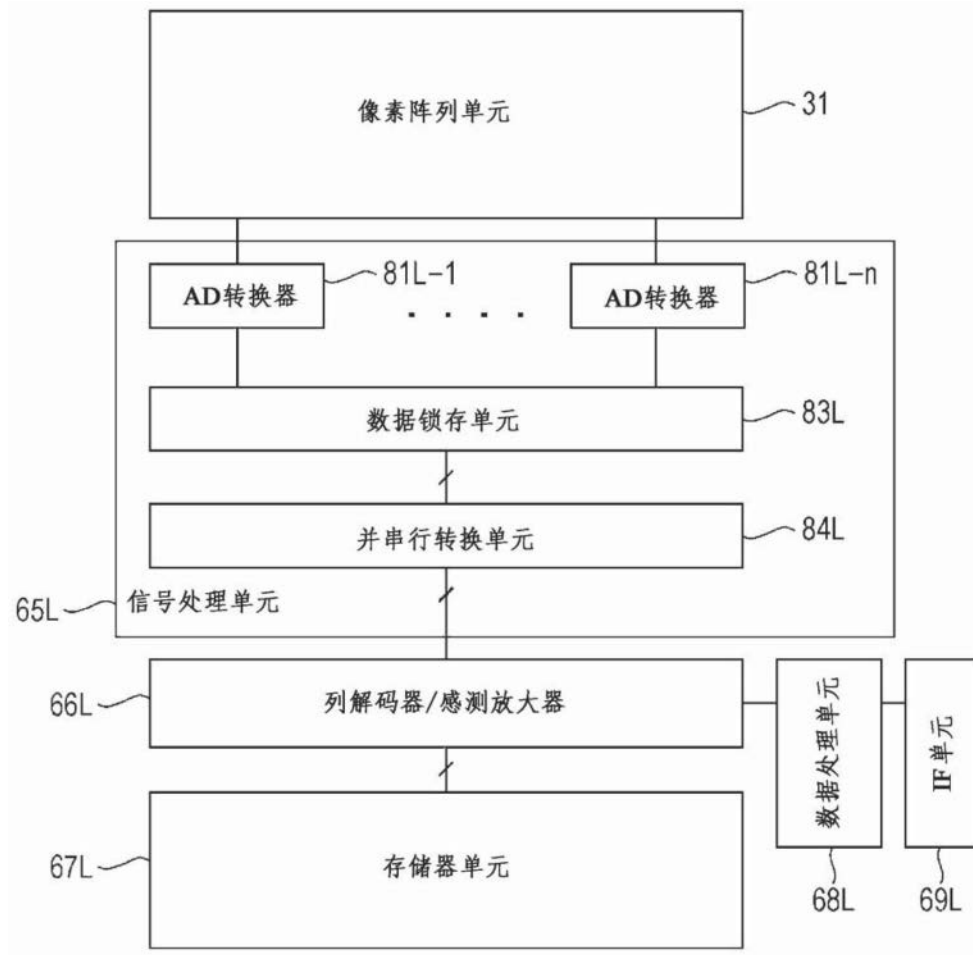 像素阵列单元
31
AD转换器
81L-1
. . . .
AD转换器
81L-n
数据锁存单元
83L
并串行转换单元
84L
65L
信号处理单元
66L
列解码器/感测放大器
数据处理单元
68L
IF单元
69L
67L
存储器单元